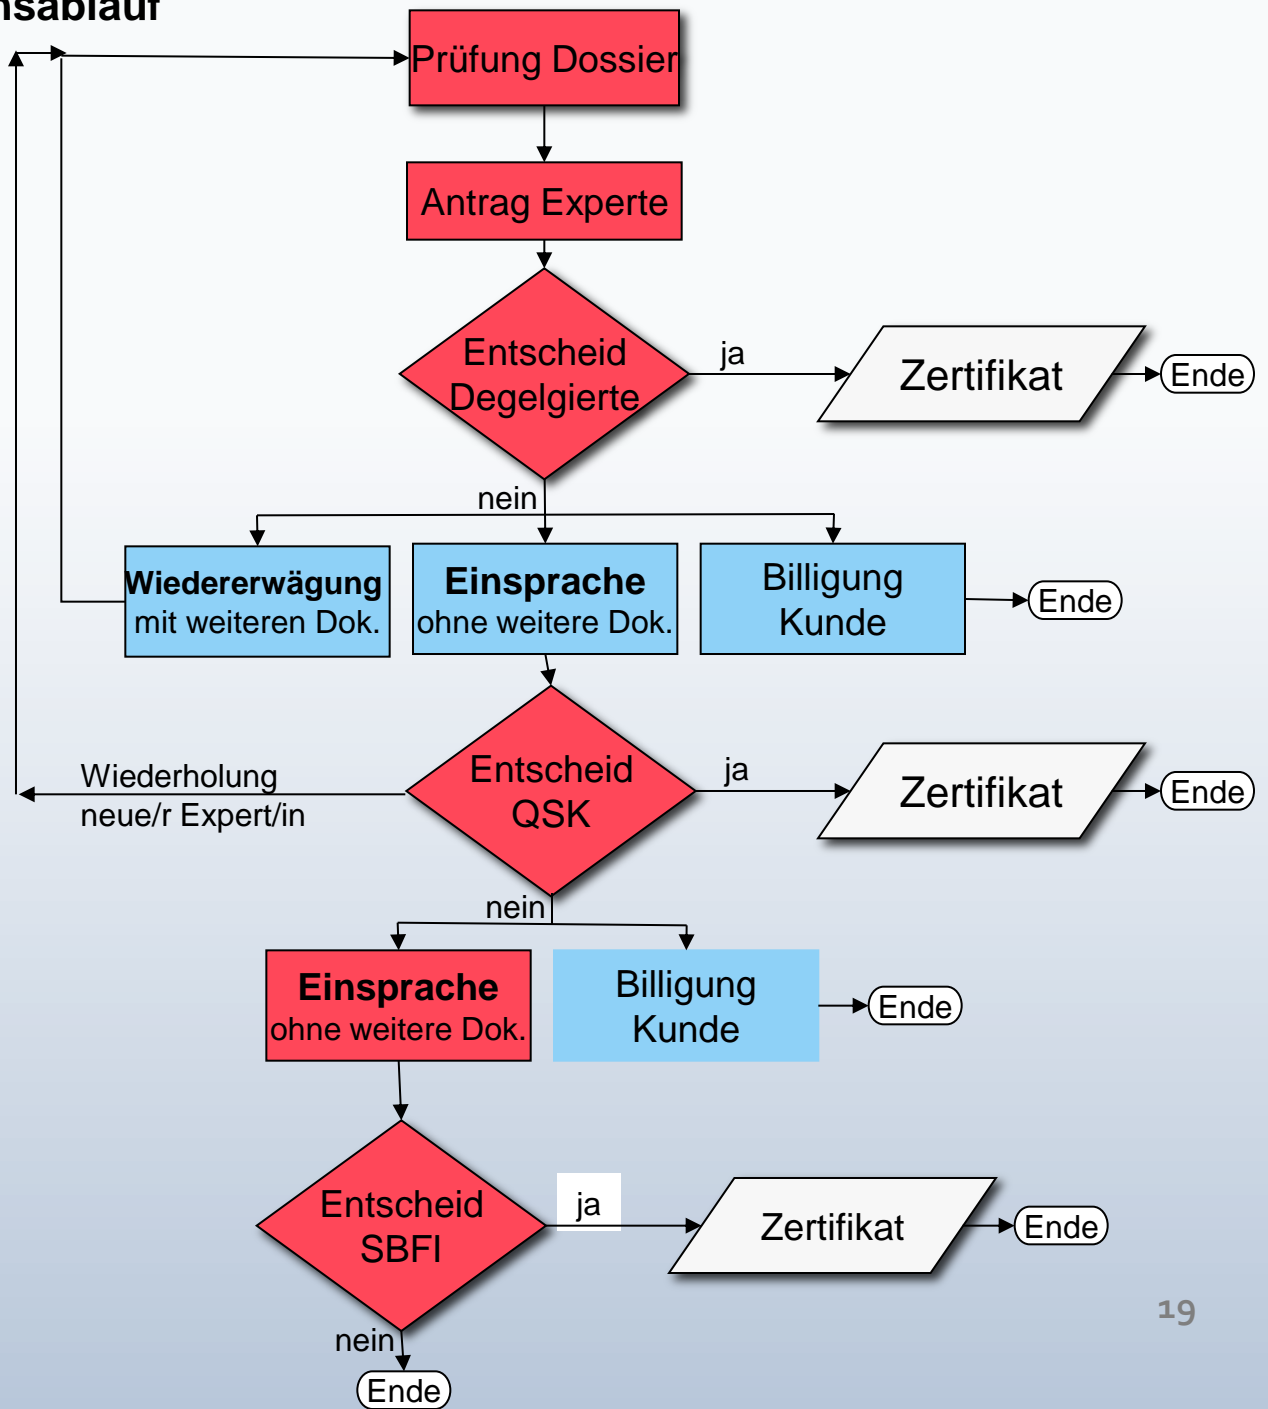 nsablauf
Prüfung Dossier
Antrag Experte
Entscheid
Degelgierte
ja
Zertifikat
Ende
nein
Wiedererwägung
mit weiteren Dok.
Einsprache
ohne weitere Dok.
Billigung
Kunde
Ende
Wiederholung
neue/r Expert/in
Entscheid
QSK
ja
Zertifikat
Ende
nein
Einsprache
ohne weitere Dok.
Billigung
Kunde
Ende
Entscheid
SBFI
ja
Zertifikat
Ende
nein
Ende
19